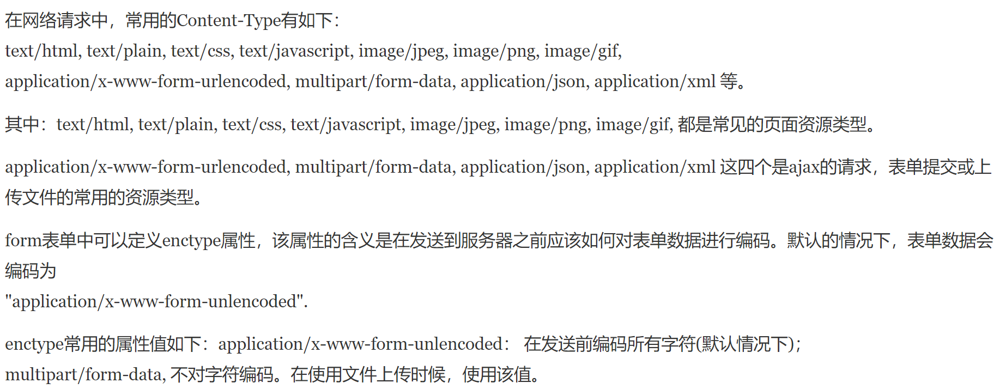 在网络请求中，常用的Content-Type有如下：
text/html, text/plain, text/css, text/javascript, image/jpeg, image/png, image/gif,
application/x-www-form-urlencoded, multipart/form-data, application/json, application/xml 等。
其中：text/html, text/plain, text/css, text/javascript, image/jpeg, image/png, image/gif, 都是常见的页面资源类型。
application/x-www-form-urlencoded, multipart/form-data, application/json, application/xml 这四个是ajax的请求，表单提交或上
传文件的常用的资源类型。
form表单中可以定义enctype属性，该属性的含义是在发送到服务器之前应该如何对表单数据进行编码。默认的情况下，表单数据会
编码为
"application/x-www-form-unlencoded".
enctype常用的属性值如下：application/x-www-form-unlencoded： 在发送前编码所有字符(默认情况下)；
multipart/form-data, 不对字符编码。在使用文件上传时候，使用该值。